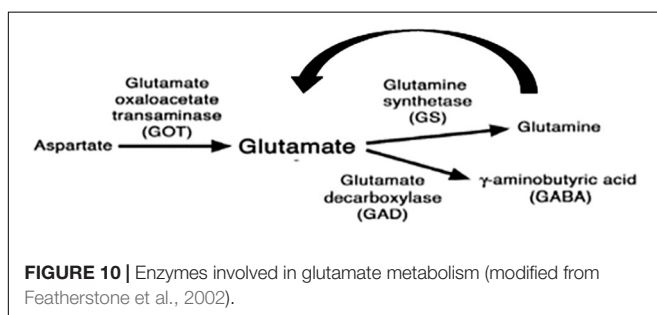 Glutamate
oxaloacetate
transaminase
(GOT)
Aspartate
Glutamate
Glutamine
synthetase
(GS)
Glutamine
Glutamate
decarboxylase
(GAD)
γ-aminobutyric acid
(GABA)
FIGURE 10 | Enzymes involved in glutamate metabolism (modified from
Featherstone et al., 2002).